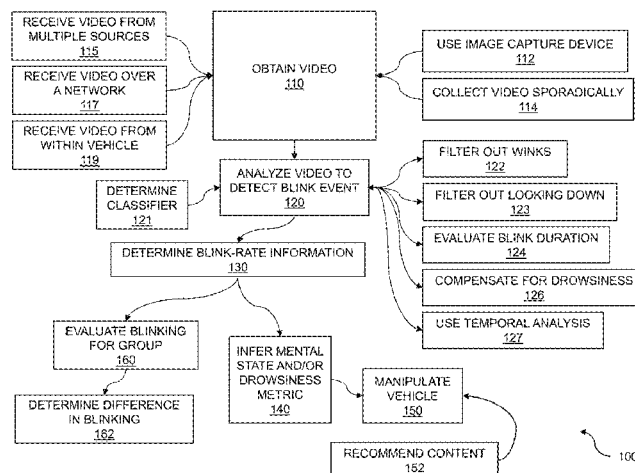 RECEIVE VIDEO FROM
MULTIPLE SOURCES
115
RECEIVE VIDEO OVER
A NETWORK
117
RECEIVE VIDEO FROM
WITHIN VEHICLE
119
OBTAIN VIDEO
110
USE IMAGE CAPTURE DEVICE
112
COLLECT VIDEO SPORADICALLY
114
ANALYZE VIDEO TO
DETECT BLINK EVENT
120
DETERMINE
CLASSIFIER
121
FILTER OUT WINKS
122
FILTER OUT LOOKING DOWN
123
EVALUATE BLINK DURATION
124
COMPENSATE FOR DROWSINESS
126
USE TEMPORAL ANALYSIS
127
DETERMINE BLINK-RATE INFORMATION
130
EVALUATE BLINKING
FOR GROUP
160
DETERMINE DIFFERENCE
IN BLINKING
162
INFER MENTAL
STATE AND/OR
DROWSINESS
METRIC
140
MANIPULATE
VEHICLE
150
RECOMMEND CONTENT
152
100